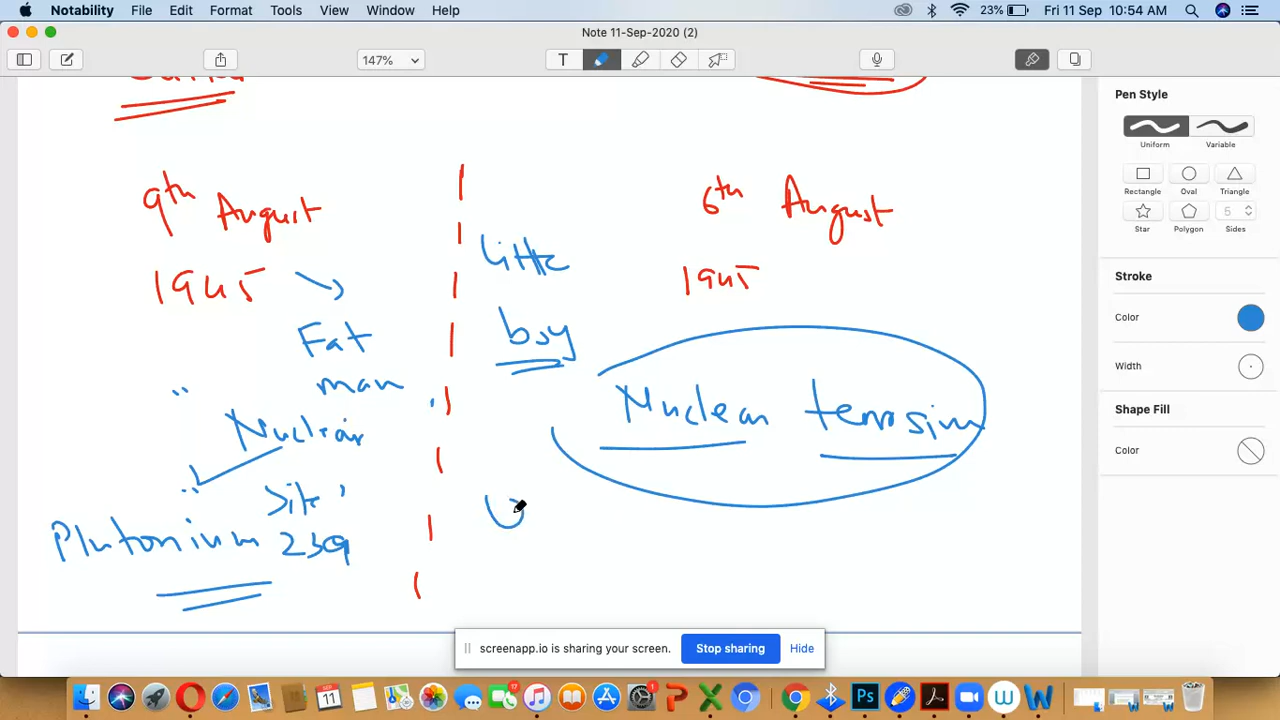 Notability File Edit Format Tools View Window Help 23% Fri 11 Sep 10:54 AM
Note 11-Sep-2020 (2)
147%
T
Pen Style
Uniform Variable
Rectangle Oval Triangle
5
Star Polygon Sides
Stroke
Color
Width
Shape Fill
Color
9th August
1945
Fat
man
Nuclear
Site
Plutonium 239
little
boy
U
6th August
1945
Nuclear terrosim
screenapp.io is sharing your screen. Stop sharing Hide